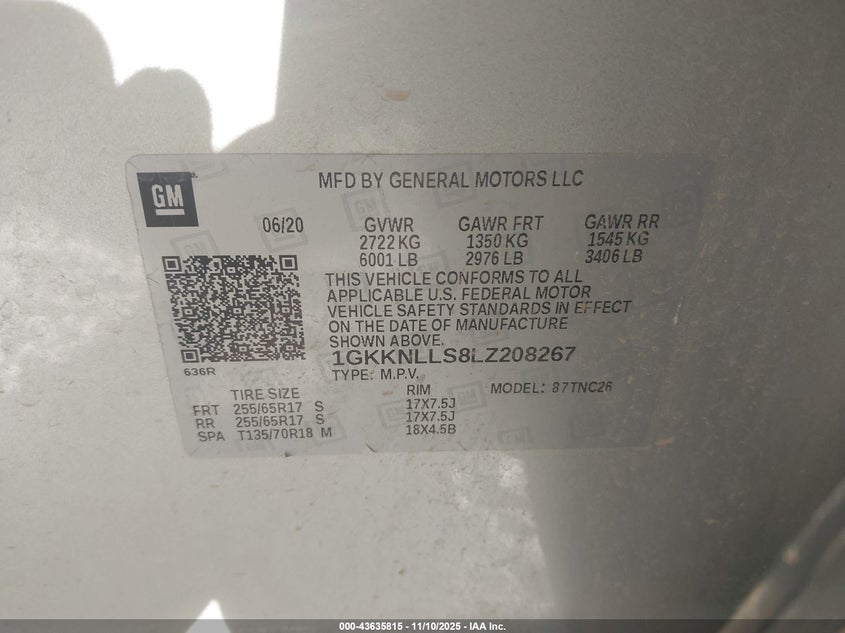 GM
MFD BY GENERAL MOTORS LLC
06/20 GVWR GAWR FRT GAWR RR
2722 KG 1350 KG 1545 KG
6001 LB 2976 LB 3406 LB
THIS VEHICLE CONFORMS TO ALL
APPLICABLE U.S. FEDERAL MOTOR
VEHICLE SAFETY STANDARDS IN EFFECT
ON THE DATE OF MANUFACTURE
SHOWN ABOVE.
1GKKNLLS8LZ208267
636R
TYPE: M.P.V.
TIRE SIZE RIM MODEL: 87TNC26
FRT 255/65R17 S 17X7.5J
RR 255/65R17 S 17X7.5J
SPA T135/70R18 M 18X4.5B
000-43635815 - 11/10/2025 - IAA Inc.